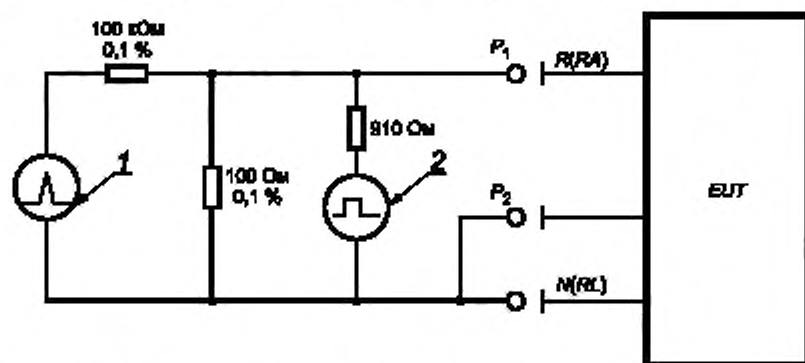 100 кОм
0,1 %
P1
R(RA)
910 Ом
1
2
100 Ом
0,1 %
P2
EUT
N(RL)